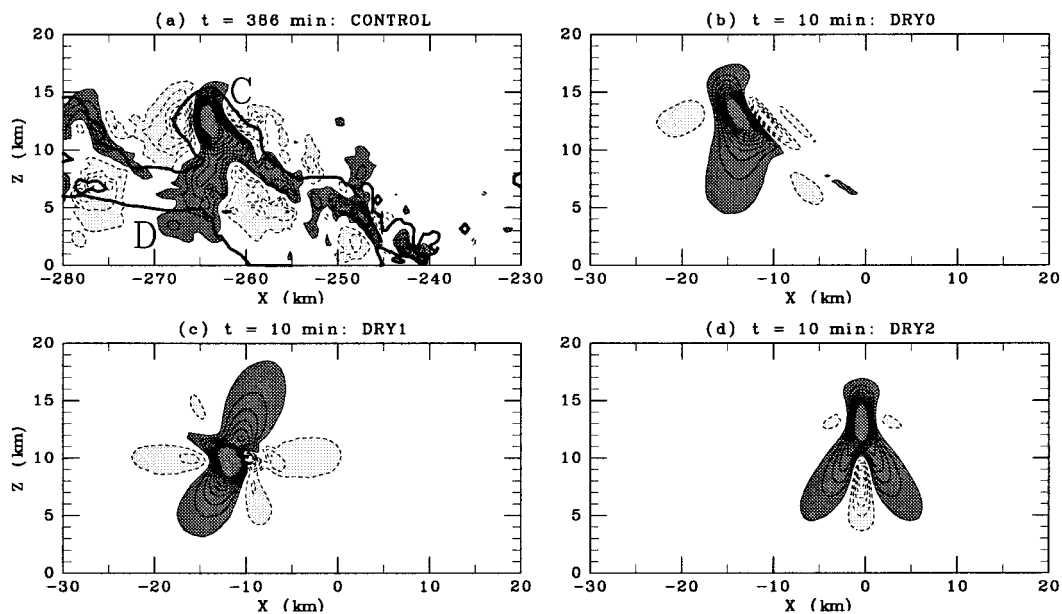 (a) t = 386 min: CONTROL
(b) t = 10 min: DRY0
20
15
10
5
0
Z (km)
C
D
-280 -270 -260 -250 -240 -230
X (km)
20
15
10
5
0
-30 -20 -10 0 10 20
X (km)
(c) t = 10 min: DRY1
(d) t = 10 min: DRY2
20
15
10
5
0
Z (km)
-30 -20 -10 0 10 20
X (km)
20
15
10
5
0
-30 -20 -10 0 10 20
X (km)